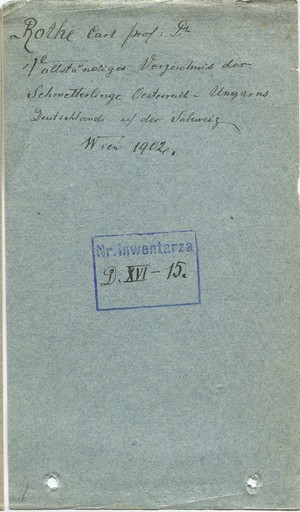 Rothe Carl prof: Dr
Vollständiges Verzeichnis der
Schmetterlinge Oesterreich - Ungarns
Deutschlands u. der Schweiz
Wien 1902.
Nr. Inwentarza
D. XVI - 15.